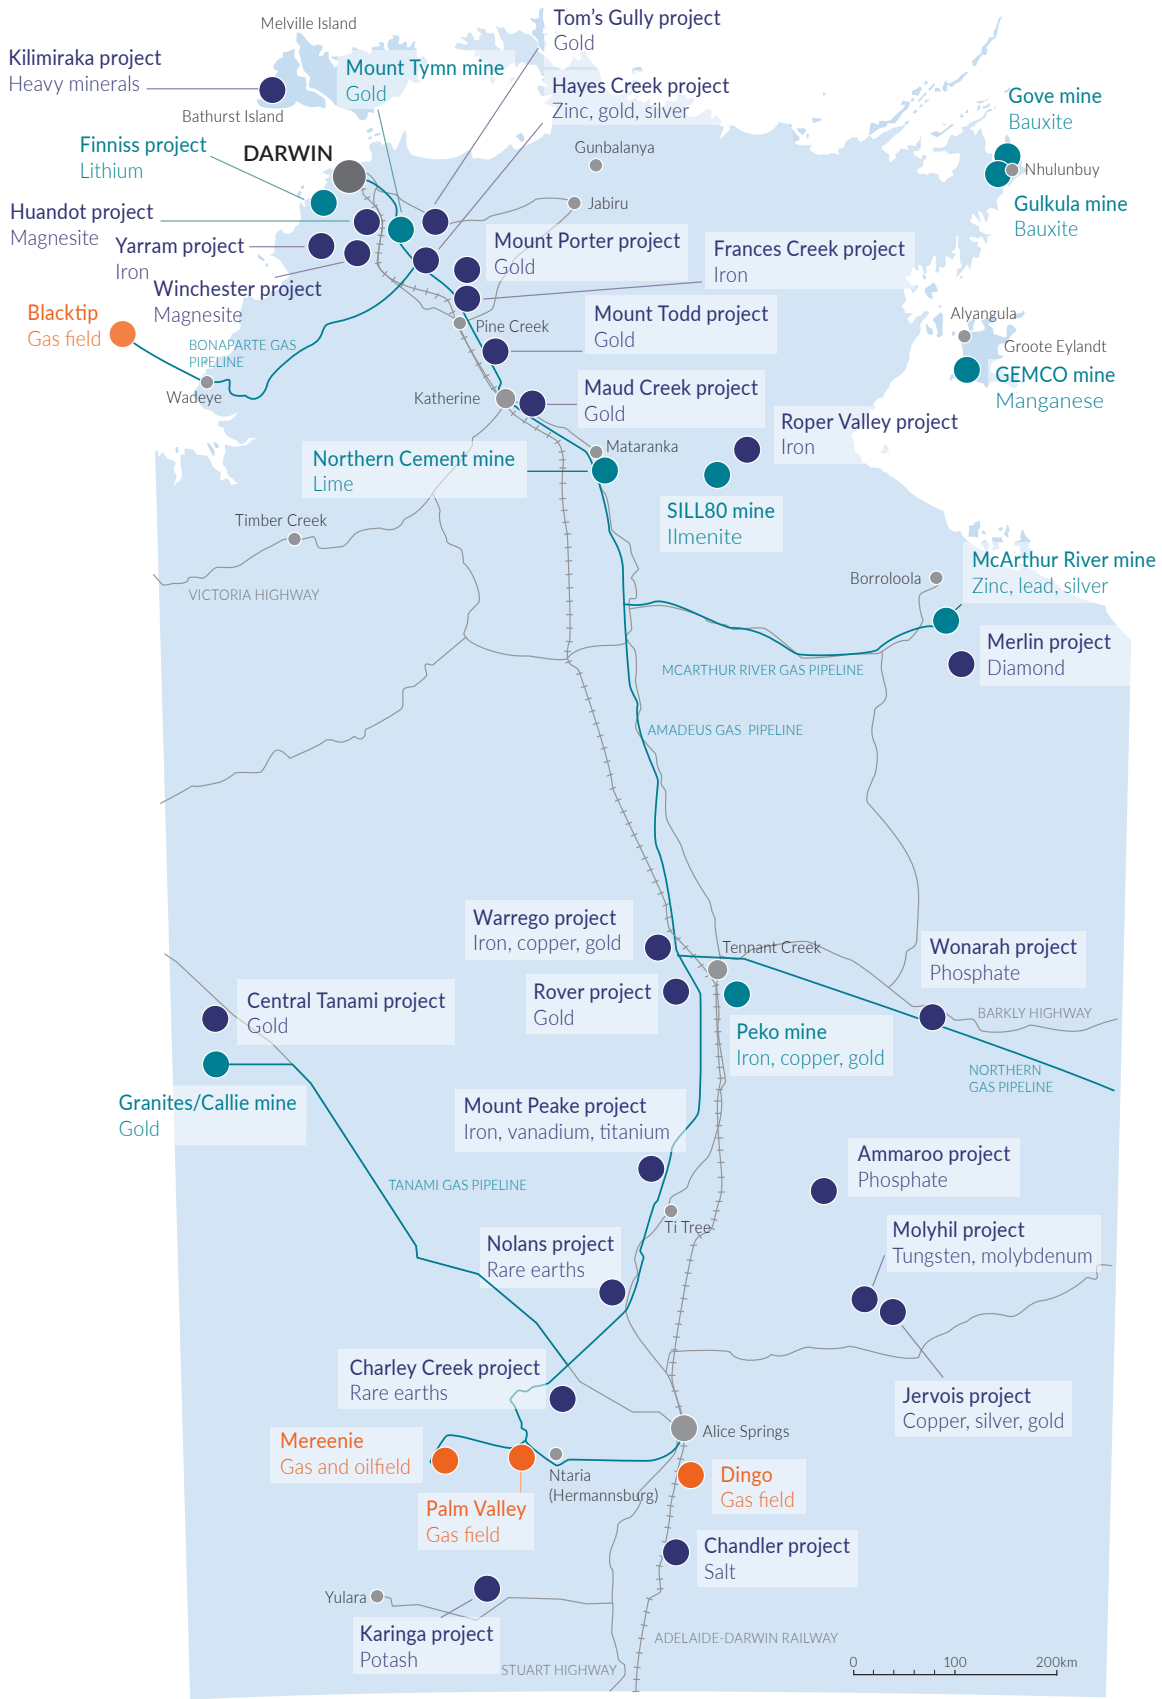 Melville Island
Tom's Gully project
Gold
Kilimiraka project
Heavy minerals
Mount Tymn mine
Gold
Hayes Creek project
Zinc, gold, silver
Gove mine
Bauxite
Bathurst Island
Finniss project
Lithium
DARWIN
Gunbalanya
Nhulunbuy
Jabiru
Gulkula mine
Bauxite
Huandot project
Magnesite
Yarram project
Iron
Mount Porter project
Gold
Frances Creek project
Iron
Winchester project
Magnesite
Blacktip
Gas field
Mount Todd project
Gold
Pine Creek
Alyangula
Groote Eylandt
BONAPARTE GAS
PIPELINE
GEMCO mine
Manganese
Wadeye
Katherine
Maud Creek project
Gold
Roper Valley project
Iron
Mataranka
Northern Cement mine
Lime
SILL80 mine
Ilmenite
Timber Creek
VICTORIA HIGHWAY
McArthur River mine
Zinc, lead, silver
Borroloola
Merlin project
Diamond
MCARTHUR RIVER GAS PIPELINE
AMADEUS GAS PIPELINE
Warrego project
Iron, copper, gold
Tennant Creek
Wonarah project
Phosphate
Central Tanami project
Gold
Rover project
Gold
BARKLY HIGHWAY
Peko mine
Iron, copper, gold
NORTHERN
GAS PIPELINE
Granites/Callie mine
Gold
Mount Peake project
Iron, vanadium, titanium
Ammaroo project
Phosphate
TANAMI GAS PIPELINE
Ti Tree
Molyhil project
Tungsten, molybdenum
Nolans project
Rare earths
Charley Creek project
Rare earths
Jervois project
Copper, silver, gold
Alice Springs
Mereenie
Gas and oilfield
Ntaria
(Hermannsburg)
Dingo
Gas field
Palm Valley
Gas field
Chandler project
Salt
Yulara
Karinga project
Potash
ADELAIDE-DARWIN RAILWAY
STUART HIGHWAY
0 100 200km